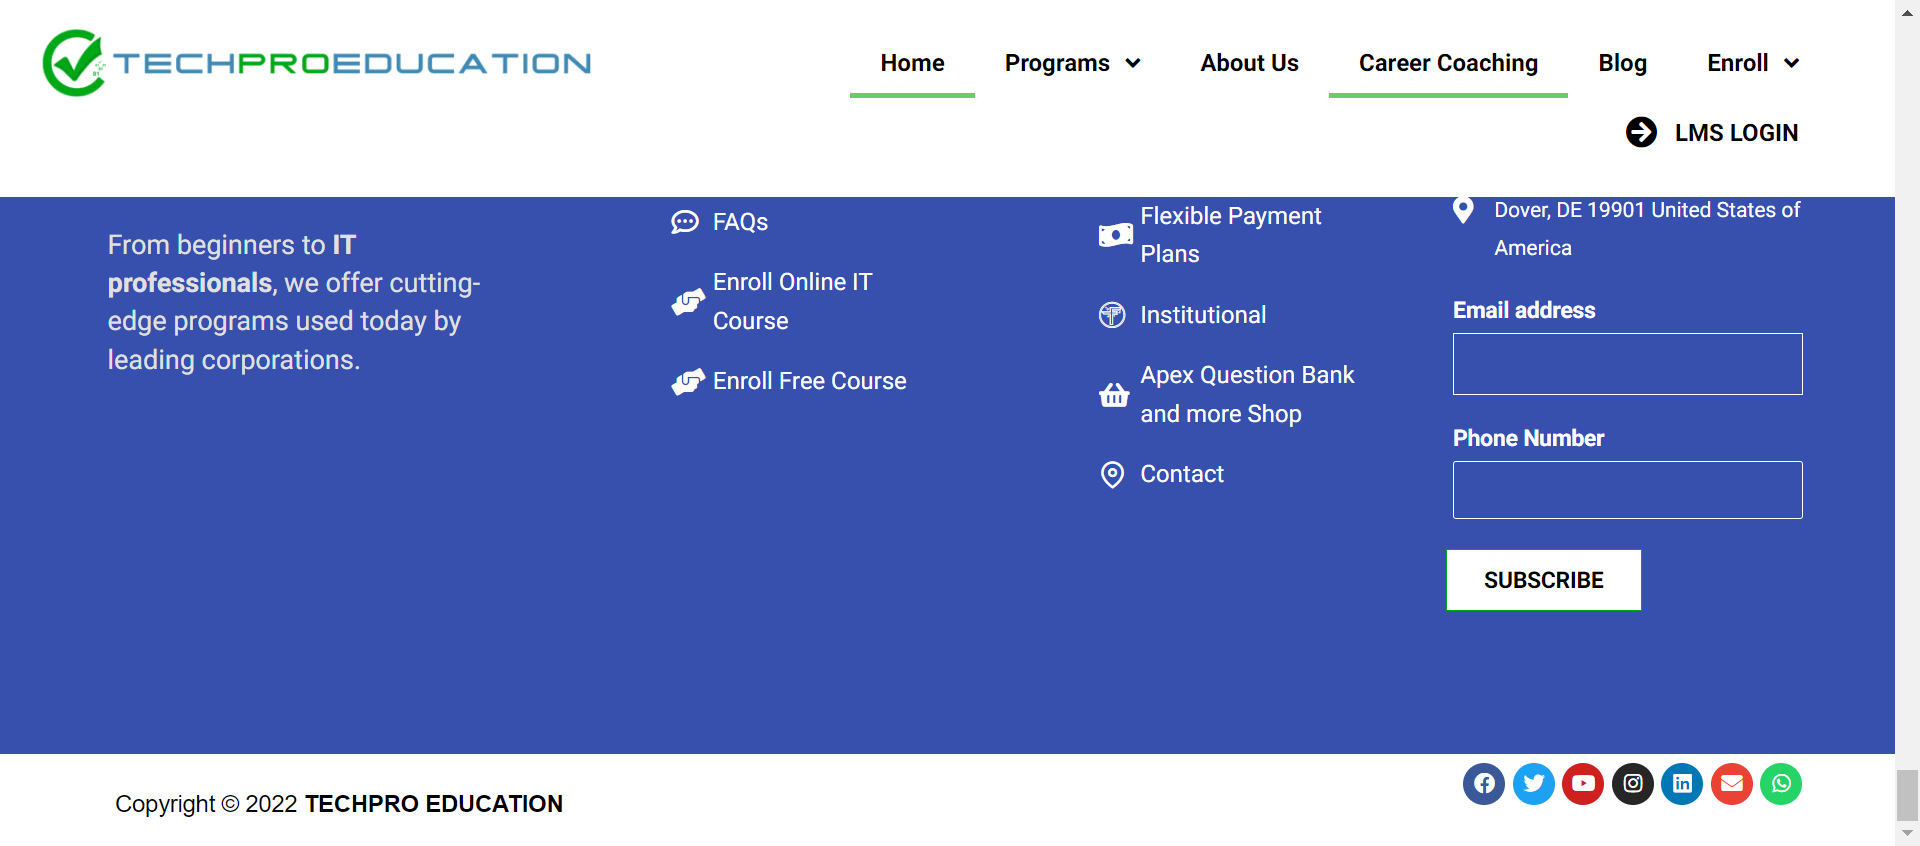 TECHPROEDUCATION
Home
Programs
About Us
Career Coaching
Blog
Enroll
LMS LOGIN
From beginners to IT
professionals, we offer cutting-
edge programs used today by
leading corporations.
FAQs
Enroll Online IT
Course
Enroll Free Course
Flexible Payment
Plans
Institutional
Apex Question Bank
and more Shop
Contact
Dover, DE 19901 United States of
America
Email address
Phone Number
SUBSCRIBE
Copyright © 2022 TECHPRO EDUCATION